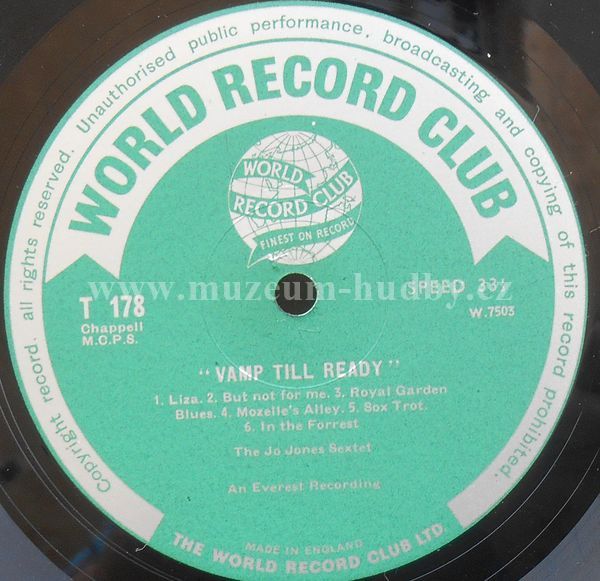 Copyright record. all rights reserved. Unauthorised public performance, broadcasting and copying of this record prohibited.
WORLD RECORD CLUB
WORLD
RECORD CLUB
FINEST ON RECORD
www.muzeum-hudby.cz
T 178
Chappell
M.C.P.S.
SPEED 33⅓
W.7503
"VAMP TILL READY"
1. Liza. 2. But not for me. 3. Royal Garden
Blues. 4. Mozelle's Alley. 5. Sox Trot.
6. In the Forrest
The Jo Jones Sextet
An Everest Recording
MADE IN ENGLAND
THE WORLD RECORD CLUB LTD.